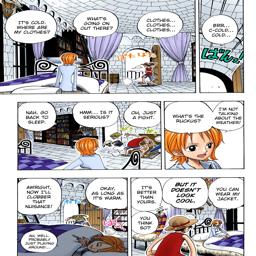 BRR...
C-COLD...
COLD...
CLOTHES...
CLOTHES...
CLOTHES...
WHAT'S
GOING ON
OUT THERE?
IT'S COLD.
WHERE ARE
MY CLOTHES?
I'M NOT
TALKING
ABOUT THE
WEATHER!
WHAT'S THE
RUCKUS?
OH, JUST
A FIGHT.
HMM... IS
IT SERIOUS?
NAH. GO
BACK TO
SLEEP.
YOU CAN
WEAR MY
JACKET.
BUT IT
DOESN'T
LOOK
COOL.
IT'S
BETTER
THAN
YOURS.
YOU
THINK
SO?
OKAY,
AS LONG
AS IT'S
WARM.
AWRIGHT,
NOW I'LL
CLOBBER
THAT
NUISANCE!
AH, WELL.
PROBABLY
JUST PLAYING
AROUND...